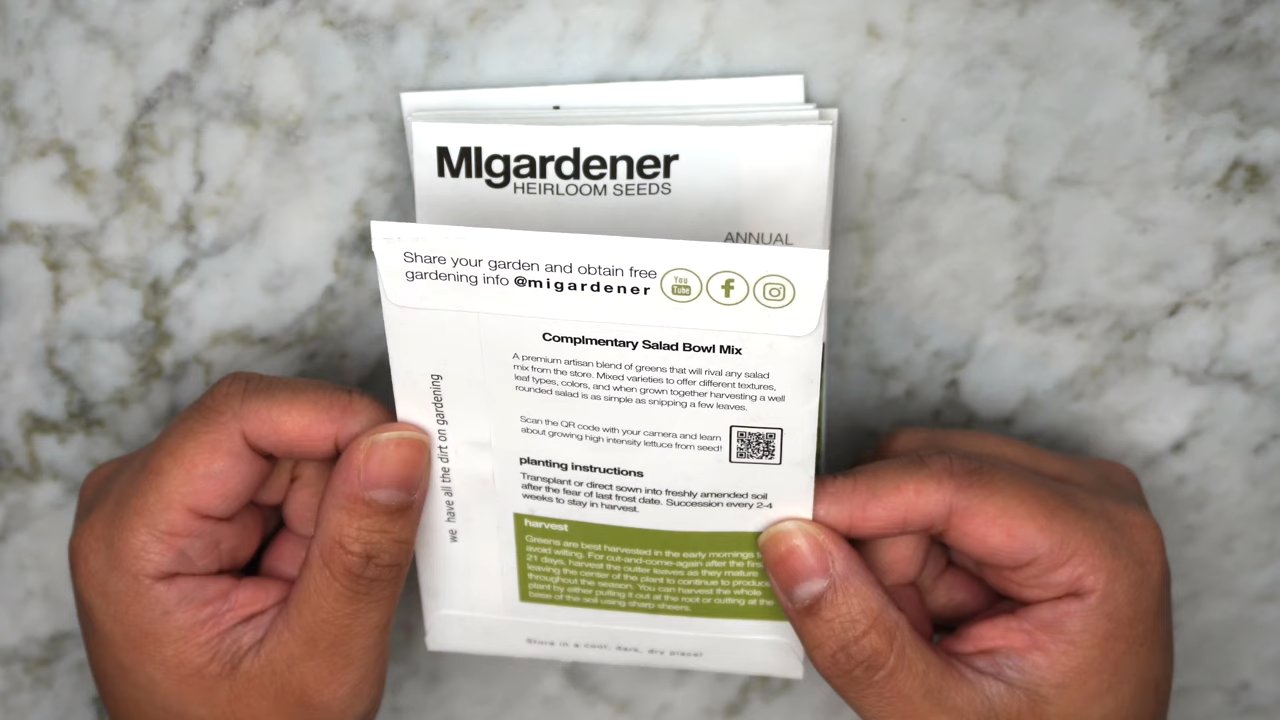 MIgardener
HEIRLOOM SEEDS
ANNUAL
Share your garden and obtain free
gardening info @migardener
You
Tube
Complmentary Salad Bowl Mix
A premium artisan blend of greens that will rival any salad
mix from the store. Mixed varieties to offer different textures,
leaf types, colors, and when grown together harvesting a well
rounded salad is as simple as snipping a few leaves.
Scan the QR code with your camera and learn
about growing high intensity lettuce from seed!
planting instructions
Transplant or direct sown into freshly amended soil
after the fear of last frost date. Succession every 2-4
weeks to stay in harvest.
harvest
Greens are best harvested in the early mornings
avoid wilting. For cut-and-come-again after the
21 days, harvest the outter leaves as they mature
leaving the center of the plant to continue to
throughout the season. You can harvest the whole
plant by either pulling it out at the root or cutting at the
base of the soil using sharp sheers.
we have all the dirt on gardening
Store in a cool, dark, dry place!